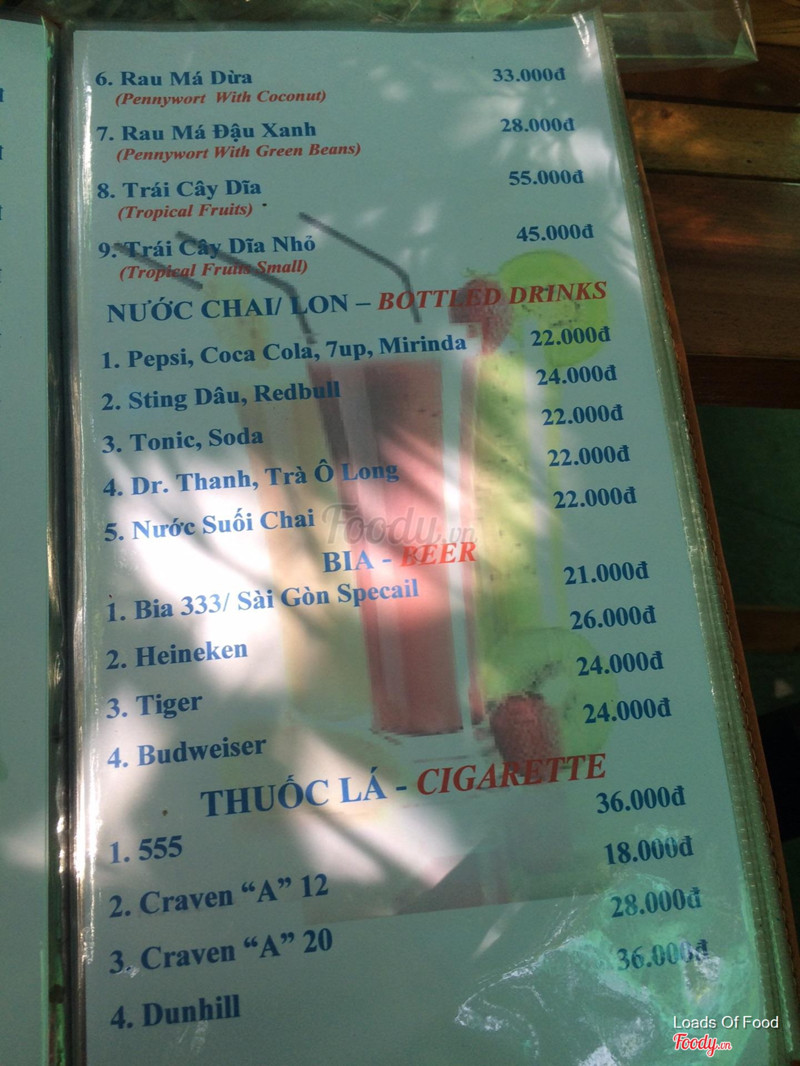 6. Rau Má Dừa 33.000đ
(Pennywort With Coconut)
7. Rau Má Đậu Xanh 28.000đ
(Pennywort With Green Beans)
8. Trái Cây Dĩa 55.000đ
(Tropical Fruits)
9. Trái Cây Dĩa Nhỏ 45.000đ
(Tropical Fruits Small)
NƯỚC CHAI/ LON – BOTTLED DRINKS
1. Pepsi, Coca Cola, 7up, Mirinda 22.000đ
2. Sting Dâu, Redbull 24.000đ
3. Tonic, Soda 22.000đ
4. Dr. Thanh, Trà Ô Long 22.000đ
5. Nước Suối Chai 22.000đ
Foody.vn
BIA - BEER
1. Bia 333/ Sài Gòn Specail 21.000đ
2. Heineken 26.000đ
3. Tiger 24.000đ
4. Budweiser 24.000đ
THUỐC LÁ - CIGARETTE
1. 555 36.000đ
2. Craven “A” 12 18.000đ
3. Craven “A” 20 28.000đ
4. Dunhill 36.000đ
Loads Of Food
Foody.vn